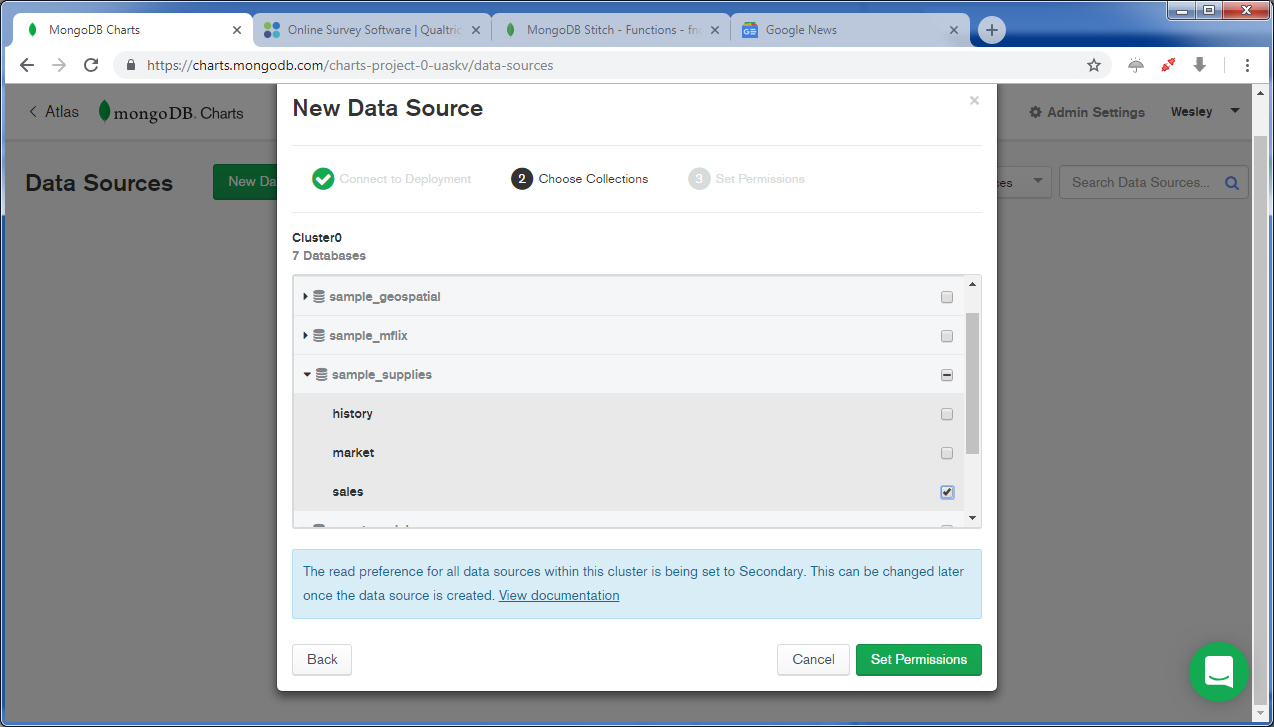 MongoDB Charts
Online Survey Software | Qualtric
MongoDB Stitch - Functions - fn
Google News
https://charts.mongodb.com/charts-project-0-uaskv/data-sources
Atlas
mongoDB. Charts
Admin Settings
Wesley
Data Sources
New Da
Search Data Sources...
New Data Source
Connect to Deployment
2 Choose Collections
3 Set Permissions
Cluster0
7 Databases
sample_geospatial
sample_mflix
sample_supplies
history
market
sales
The read preference for all data sources within this cluster is being set to Secondary. This can be changed later
once the data source is created. View documentation
Back
Cancel
Set Permissions